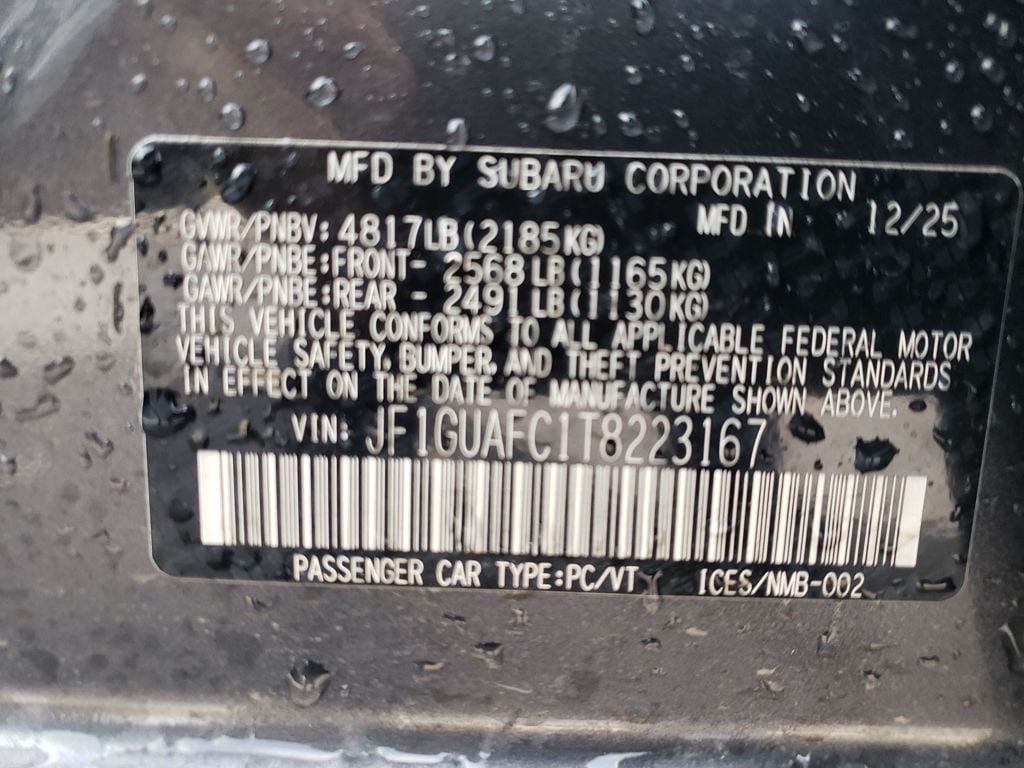 MFD BY SUBARU CORPORATION
MFD IN 12/25
GVWR/PNBV: 4817LB(2185KG)
GAWR/PNBE:FRONT- 2568LB(1165KG)
GAWR/PNBE:REAR - 2491LB(1130KG)
THIS VEHICLE CONFORMS TO ALL APPLICABLE FEDERAL MOTOR
VEHICLE SAFETY, BUMPER, AND THEFT PREVENTION STANDARDS
IN EFFECT ON THE DATE OF MANUFACTURE SHOWN ABOVE.
VIN: JF1GUAFC1T8223167
PASSENGER CAR TYPE:PC/VT ICES/NMB-002